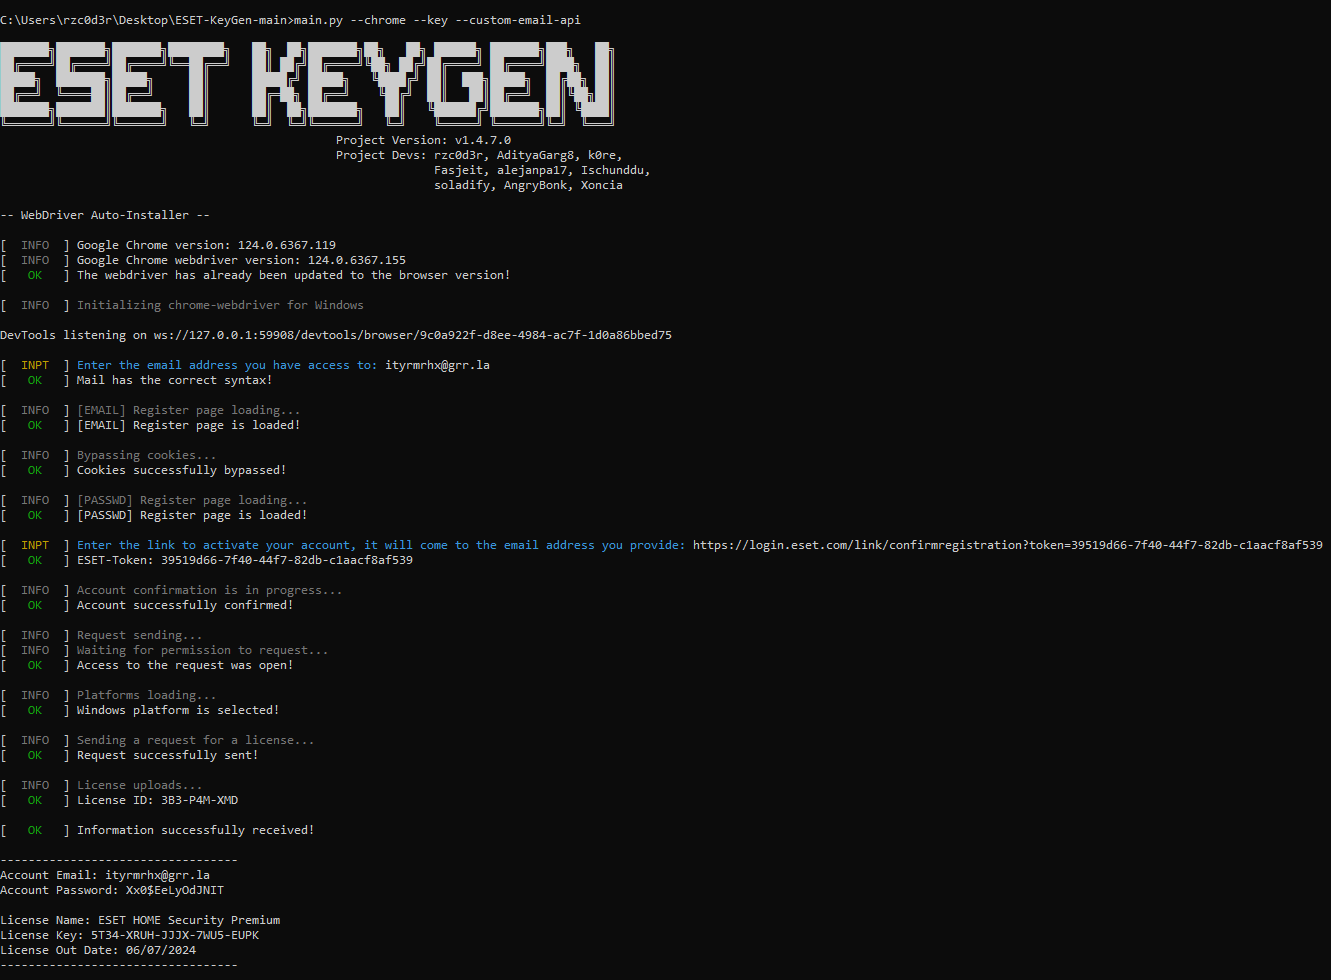 C:\Users\rzc0d3r\Desktop\ESET-KeyGen-main>main.py --chrome --key --custom-email-api
ESET KEYGEN
Project Version: v1.4.7.0
Project Devs: rzc0d3r, AdityaGarg8, k0re,
Fasjeit, alejanpa17, Ischunddu,
soladify, AngryBonk, Xoncia
-- WebDriver Auto-Installer --
[  INFO  ] Google Chrome version: 124.0.6367.119
[  INFO  ] Google Chrome webdriver version: 124.0.6367.155
[   OK   ] The webdriver has already been updated to the browser version!
[  INFO  ] Initializing chrome-webdriver for Windows
DevTools listening on ws://127.0.0.1:59908/devtools/browser/9c0a922f-d8ee-4984-ac7f-1d0a86bbed75
[  INPT  ] Enter the email address you have access to: ityrmrhx@grr.la
[   OK   ] Mail has the correct syntax!
[  INFO  ] [EMAIL] Register page loading...
[   OK   ] [EMAIL] Register page is loaded!
[  INFO  ] Bypassing cookies...
[   OK   ] Cookies successfully bypassed!
[  INFO  ] [PASSWD] Register page loading...
[   OK   ] [PASSWD] Register page is loaded!
[  INPT  ] Enter the link to activate your account, it will come to the email address you provide: https://login.eset.com/link/confirmregistration?token=39519d66-7f40-44f7-82db-c1aacf8af539
[   OK   ] ESET-Token: 39519d66-7f40-44f7-82db-c1aacf8af539
[  INFO  ] Account confirmation is in progress...
[   OK   ] Account successfully confirmed!
[  INFO  ] Request sending...
[  INFO  ] Waiting for permission to request...
[   OK   ] Access to the request was open!
[  INFO  ] Platforms loading...
[   OK   ] Windows platform is selected!
[  INFO  ] Sending a request for a license...
[   OK   ] Request successfully sent!
[  INFO  ] License uploads...
[   OK   ] License ID: 3B3-P4M-XMD
[   OK   ] Information successfully received!
----------------------------------
Account Email: ityrmrhx@grr.la
Account Password: Xx0$EeLyOdJNIT
License Name: ESET HOME Security Premium
License Key: 5T34-XRUH-JJJX-7WU5-EUPK
License Out Date: 06/07/2024
----------------------------------